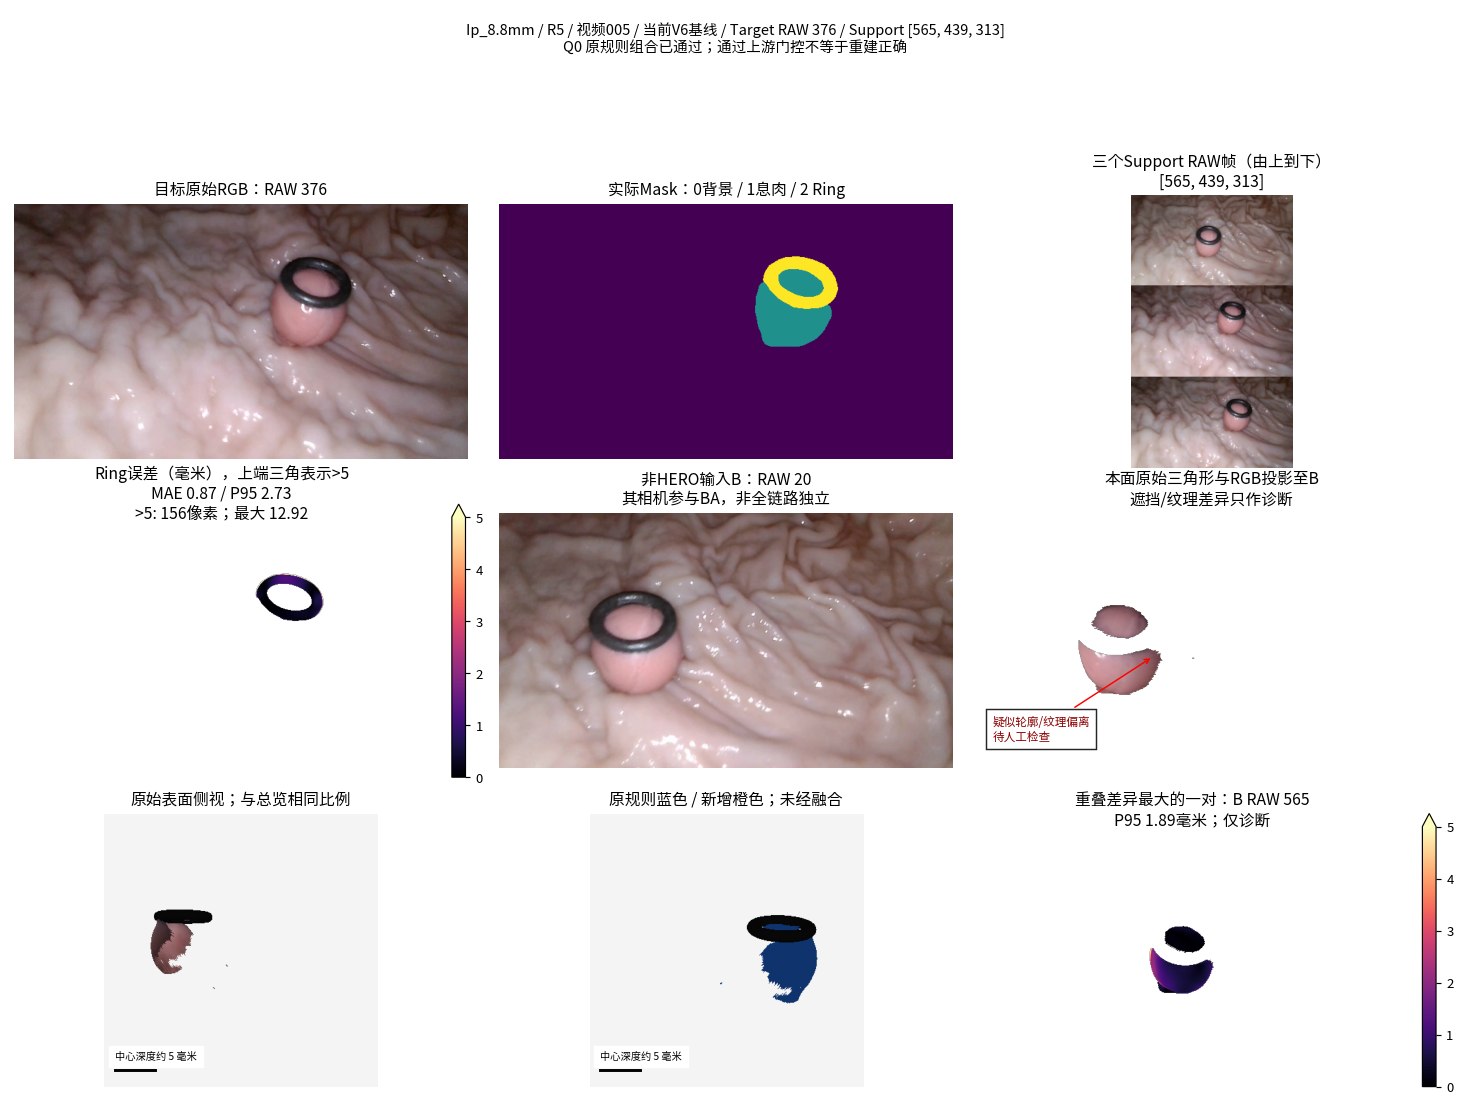 Ip_8.8mm / R5 / 视频005 / 当前V6基线 / Target RAW 376 / Support [565, 439, 313]
Q0 原规则组合已通过；通过上游门控不等于重建正确
目标原始RGB：RAW 376
实际Mask：0背景 / 1息肉 / 2 Ring
三个Support RAW帧（由上到下）
[565, 439, 313]
Ring误差（毫米），上端三角表示>5
MAE 0.87 / P95 2.73
>5: 156像素；最大 12.92
5
4
3
2
1
0
非HERO输入B：RAW 20
其相机参与BA，非全链路独立
本面原始三角形与RGB投影至B
遮挡/纹理差异只作诊断
疑似轮廓/纹理偏离
待人工检查
原始表面侧视；与总览相同比例
中心深度约 5 毫米
原规则蓝色 / 新增橙色；未经融合
中心深度约 5 毫米
重叠差异最大的一对：B RAW 565
P95 1.89毫米；仅诊断
5
4
3
2
1
0